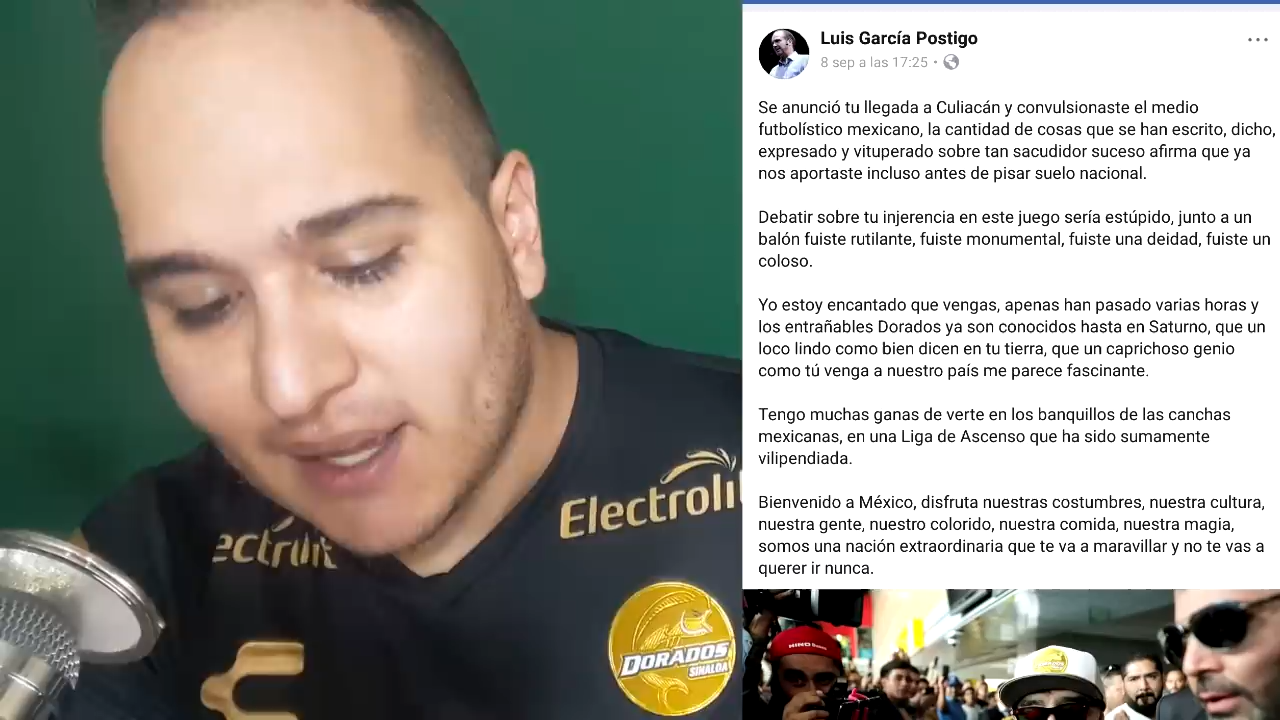 Luis García Postigo
8 sep a las 17:25
Se anunció tu llegada a Culiacán y convulsionaste el medio
futbolístico mexicano, la cantidad de cosas que se han escrito, dicho,
expresado y vituperado sobre tan sacudidor suceso afirma que ya
nos aportaste incluso antes de pisar suelo nacional.
Debatir sobre tu injerencia en este juego sería estúpido, junto a un
balón fuiste rutilante, fuiste monumental, fuiste una deidad, fuiste un
coloso.
Yo estoy encantado que vengas, apenas han pasado varias horas y
los entrañables Dorados ya son conocidos hasta en Saturno, que un
loco lindo como bien dicen en tu tierra, que un caprichoso genio
como tú venga a nuestro país me parece fascinante.
Tengo muchas ganas de verte en los banquillos de las canchas
mexicanas, en una Liga de Ascenso que ha sido sumamente
vilipendiada.
Bienvenido a México, disfruta nuestras costumbres, nuestra cultura,
nuestra gente, nuestro colorido, nuestra comida, nuestra magia,
somos una nación extraordinaria que te va a maravillar y no te vas a
querer ir nunca.
Electrolit
ectrolit
DORADOS
SINALOA